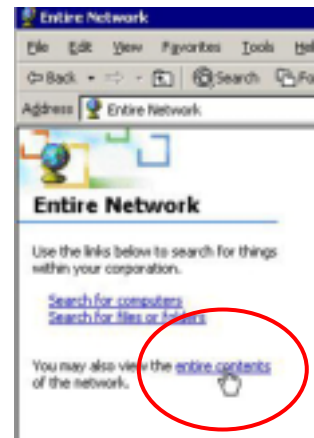 Entire Network
File Edit View Favorites Tools Hel
Back Search Fo
Address Entire Network
Entire Network
Use the links below to search for things
within your corporation.
Search for computers
Search for files or folders
You may also view the entire contents
of the network.